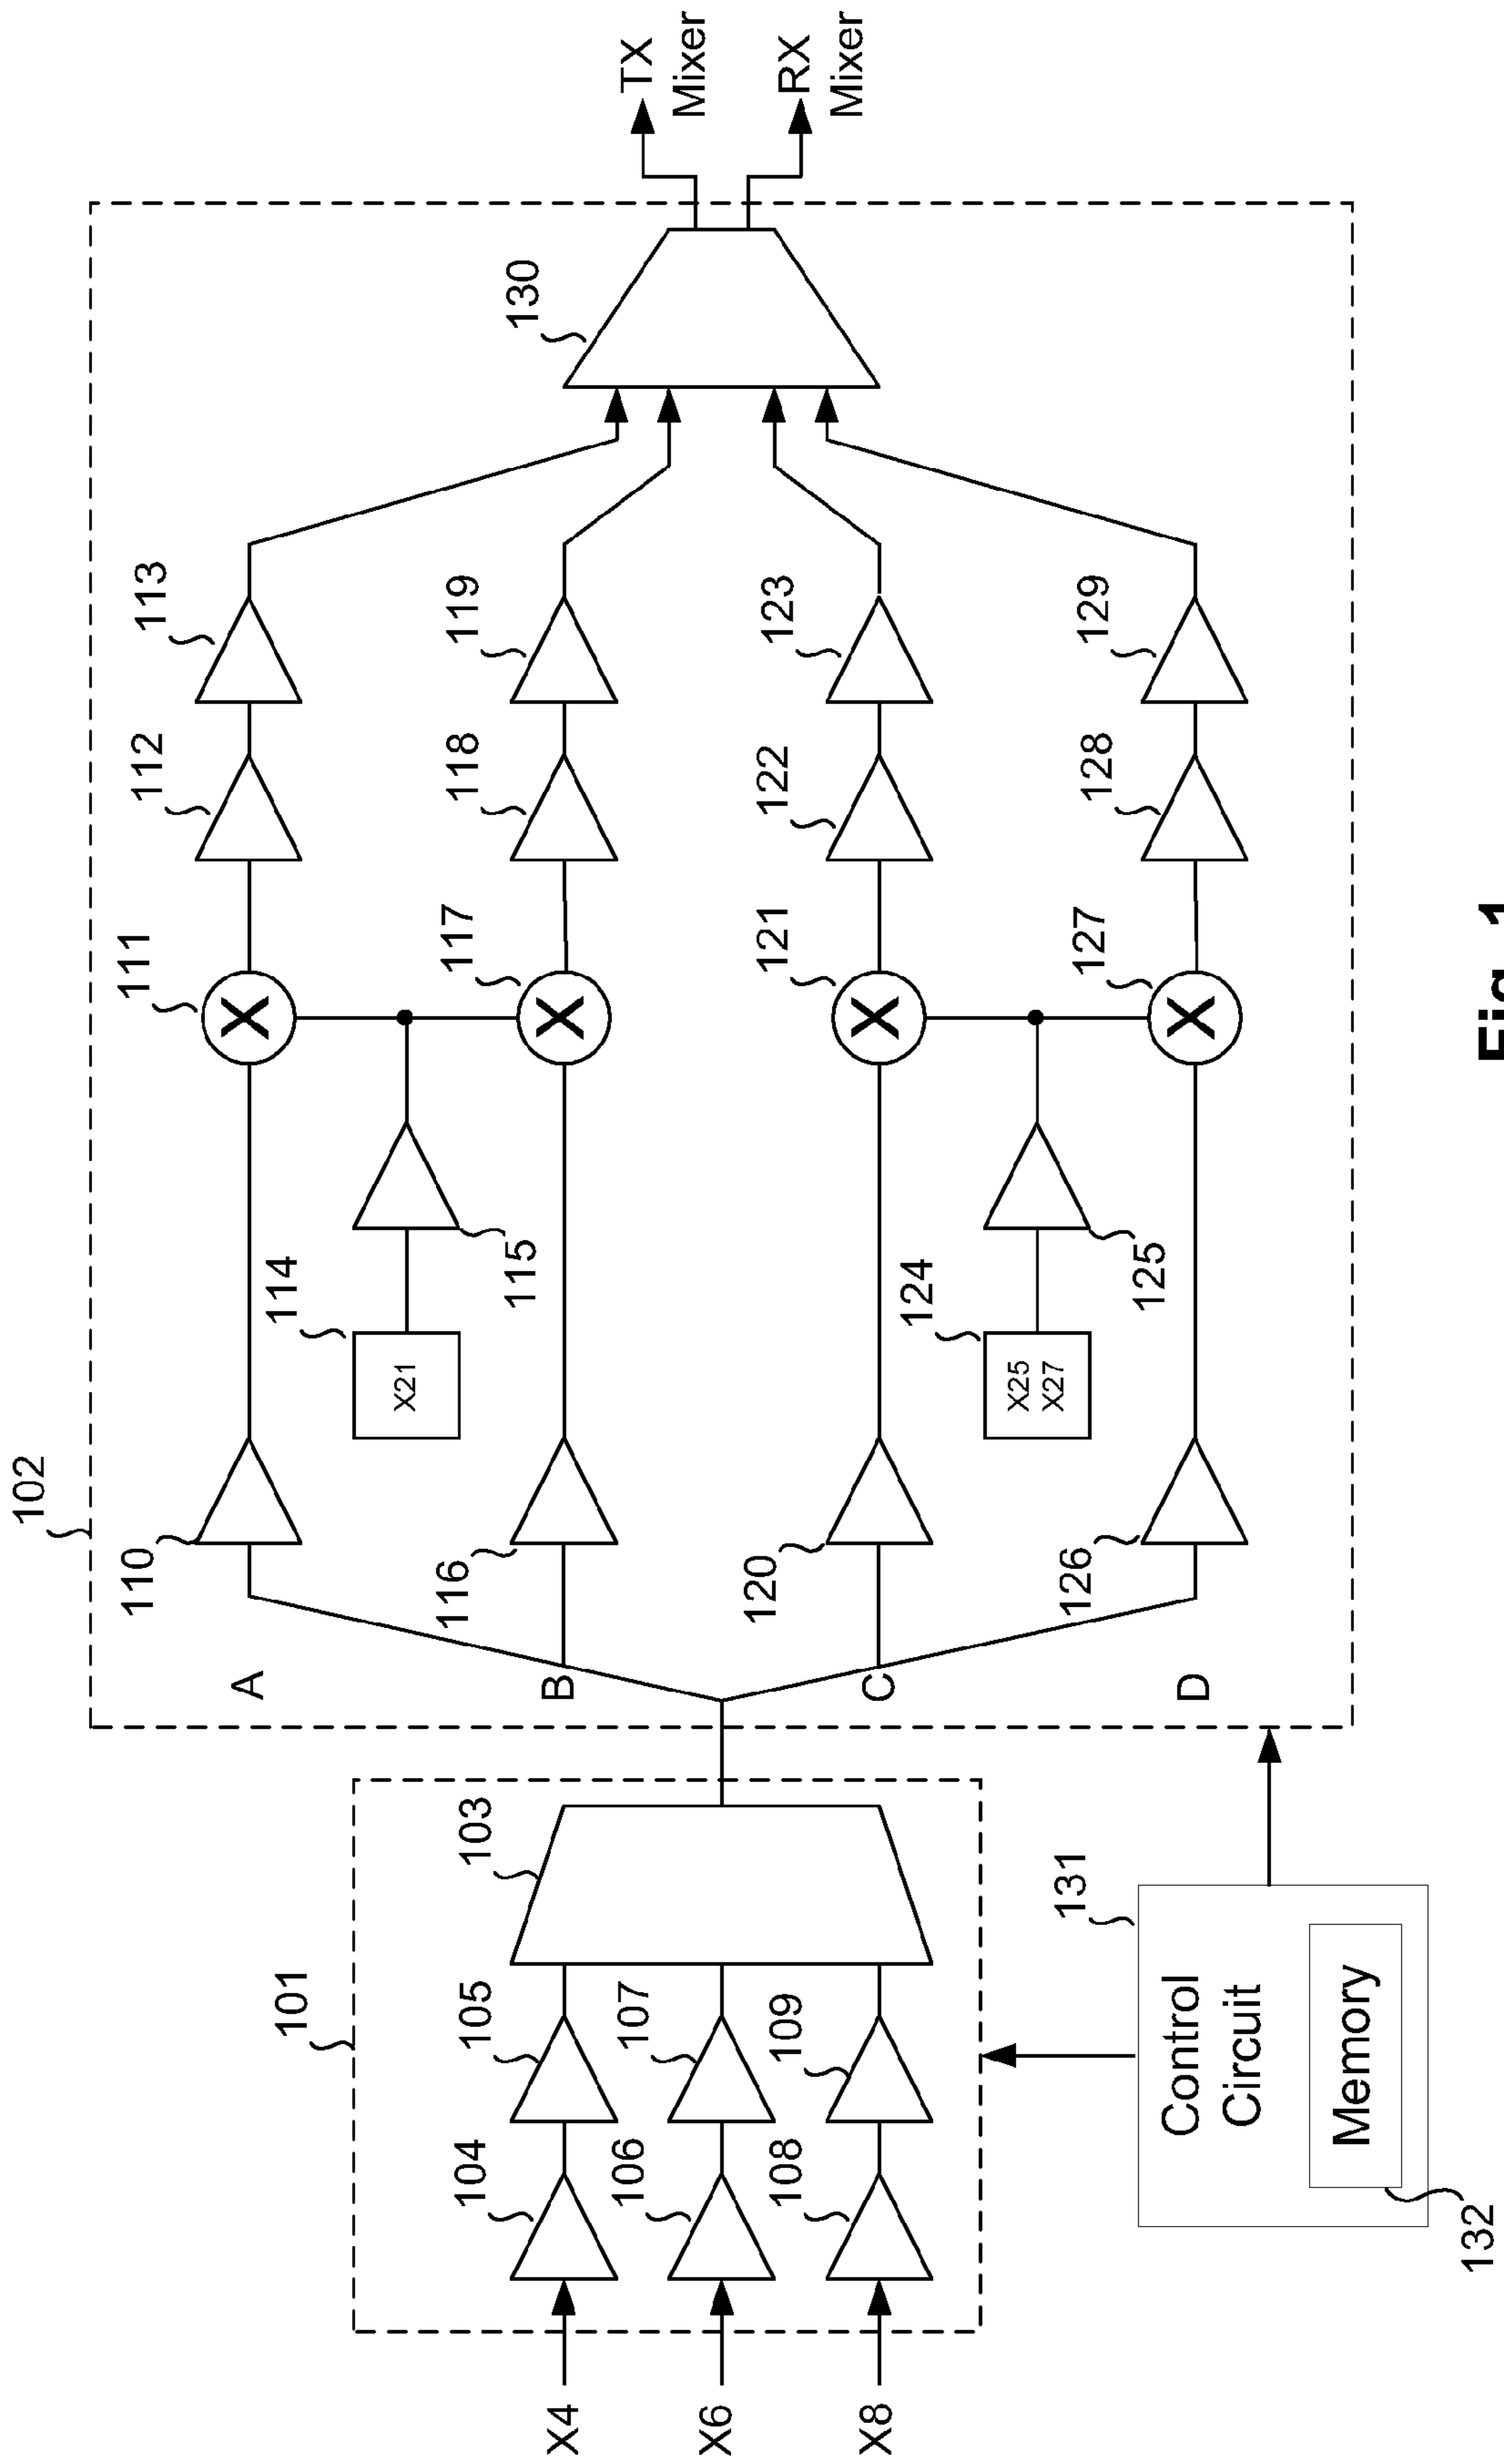 102
110
A
111
112
113
114
X21
115
116
B
117
118
119
130
TX
Mixer
RX
Mixer
120
C
121
122
123
124
X25
X27
125
126
D
127
128
129
101
103
X4
104
105
X6
106
107
X8
108
109
131
Control
Circuit
Memory
132